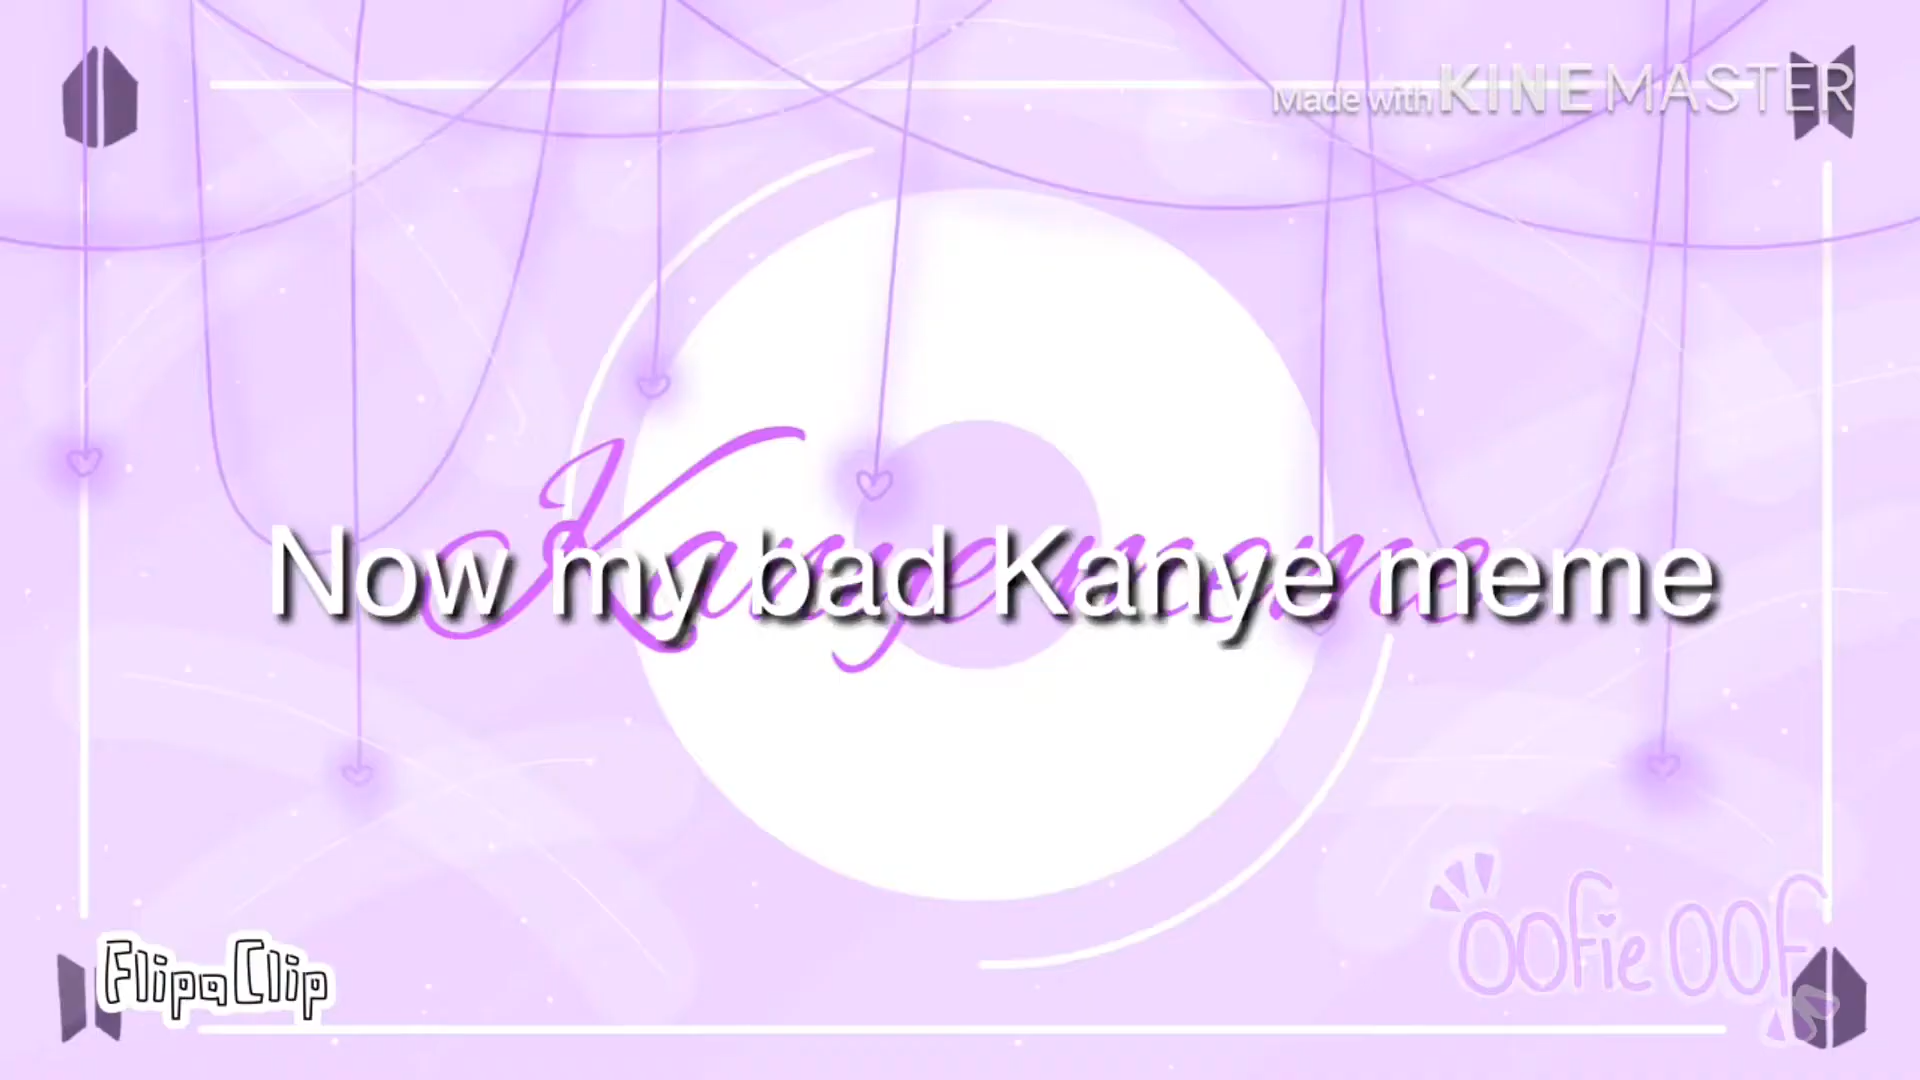 Made with KINEMASTER
Kanye meme
Now my bad Kanye meme
OOfie OOf
FlipaClip